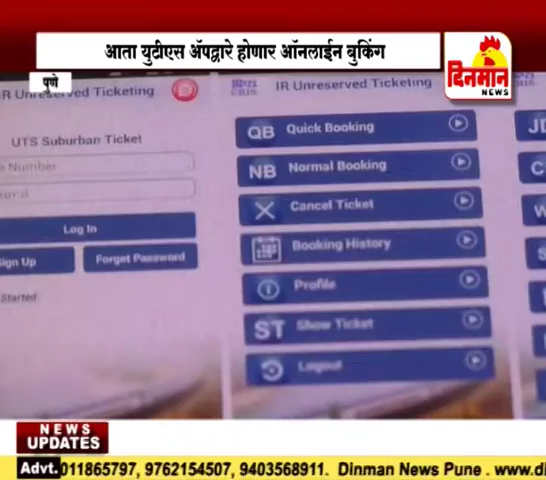 आता युटीएस ॲपद्वारे होणार ऑनलाईन बुकिंग
दिनमान
NEWS
पुणे
R Unreserved Ticketing
UTS Suburban Ticket
Number
Log In
Sign Up
Forget Password
Started
IR Unreserved Ticketing
QB Quick Booking
NB Normal Booking
Cancel Ticket
Booking History
Profile
ST Show Ticket
Logout
NEWS
UPDATES
Advt. 011865797, 9762154507, 9403568911. Dinman News Pune . www.di